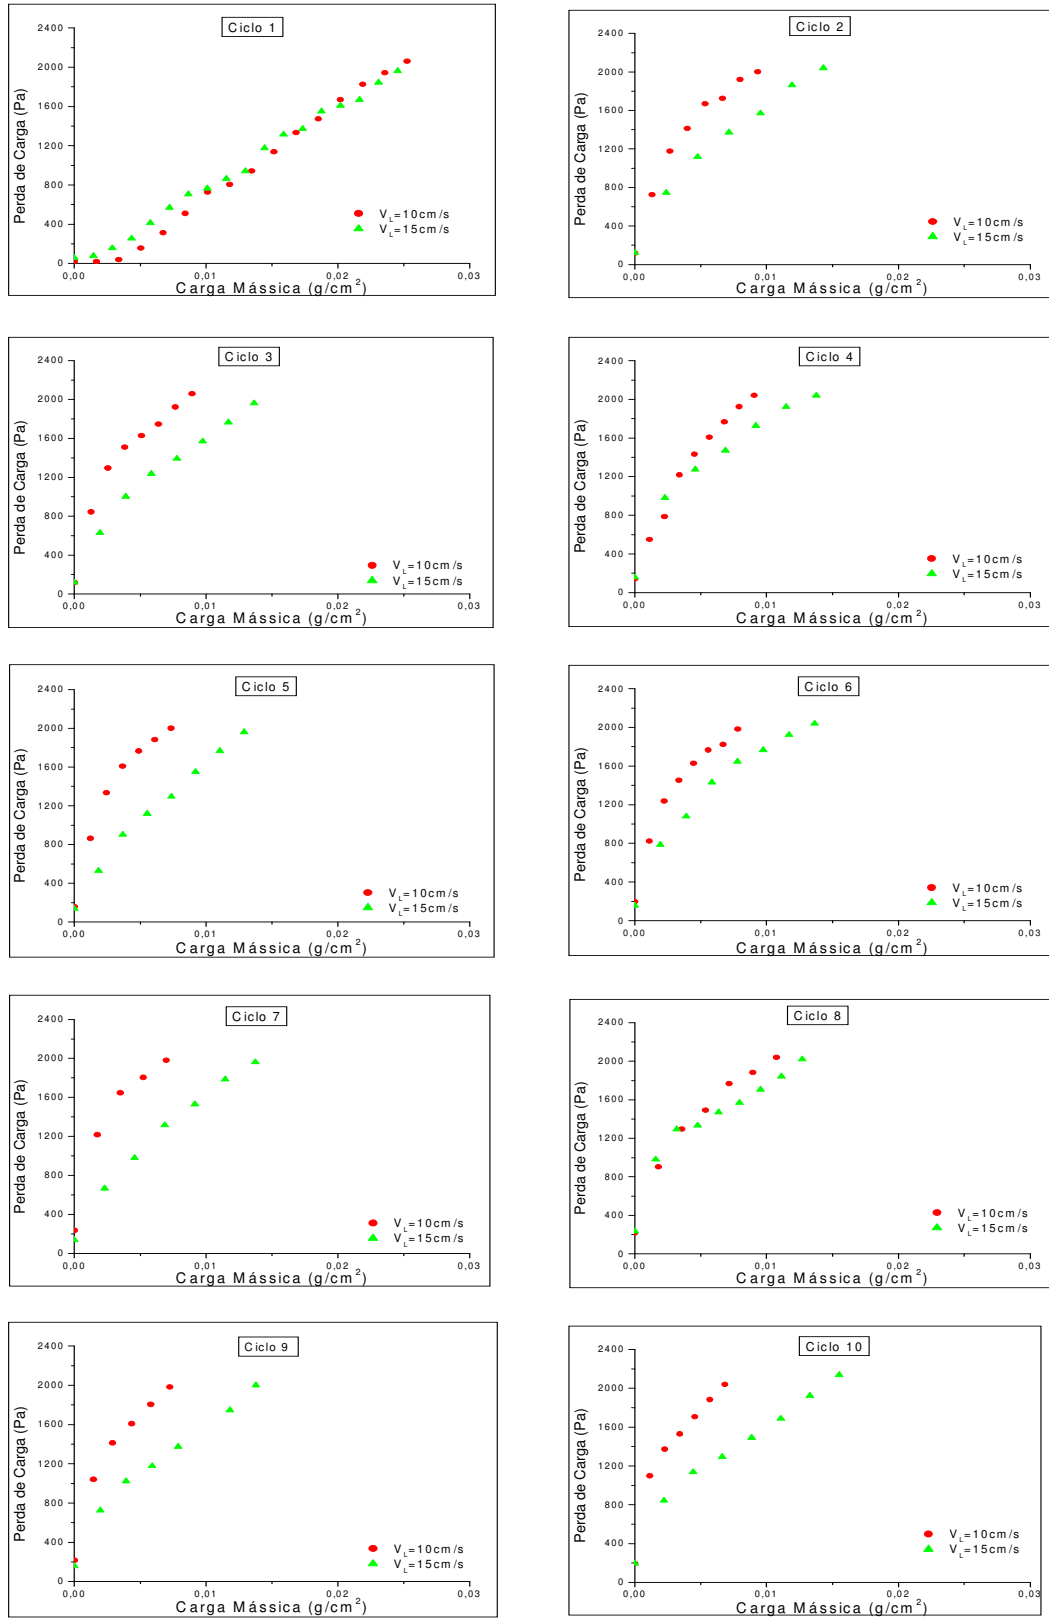 Ciclo 1
Perda de Carga (Pa)
2400
2000
1600
1200
800
400
0
V_L=10cm/s
V_L=15cm/s
0,00 0,01 0,02 0,03
Carga Mássica (g/cm²)
Ciclo 2
Perda de Carga (Pa)
2400
2000
1600
1200
800
400
0
V_L=10cm/s
V_L=15cm/s
0,00 0,01 0,02 0,03
Carga Mássica (g/cm²)
Ciclo 3
Perda de Carga (Pa)
2400
2000
1600
1200
800
400
0
V_L=10cm/s
V_L=15cm/s
0,00 0,01 0,02 0,03
Carga Mássica (g/cm²)
Ciclo 4
Perda de Carga (Pa)
2400
2000
1600
1200
800
400
0
V_L=10cm/s
V_L=15cm/s
0,00 0,01 0,02 0,03
Carga Mássica (g/cm²)
Ciclo 5
Perda de Carga (Pa)
2400
2000
1600
1200
800
400
0
V_L=10cm/s
V_L=15cm/s
0,00 0,01 0,02 0,03
Carga Mássica (g/cm²)
Ciclo 6
Perda de Carga (Pa)
2400
2000
1600
1200
800
400
0
V_L=10cm/s
V_L=15cm/s
0,00 0,01 0,02 0,03
Carga Mássica (g/cm²)
Ciclo 7
Perda de Carga (Pa)
2400
2000
1600
1200
800
400
0
V_L=10cm/s
V_L=15cm/s
0,00 0,01 0,02 0,03
Carga Mássica (g/cm²)
Ciclo 8
Perda de Carga (Pa)
2400
2000
1600
1200
800
400
0
V_L=10cm/s
V_L=15cm/s
0,00 0,01 0,02 0,03
Carga Mássica (g/cm²)
Ciclo 9
Perda de Carga (Pa)
2400
2000
1600
1200
800
400
0
V_L=10cm/s
V_L=15cm/s
0,00 0,01 0,02 0,03
Carga Mássica (g/cm²)
Ciclo 10
Perda de Carga (Pa)
2400
2000
1600
1200
800
400
0
V_L=10cm/s
V_L=15cm/s
0,00 0,01 0,02 0,03
Carga Mássica (g/cm²)